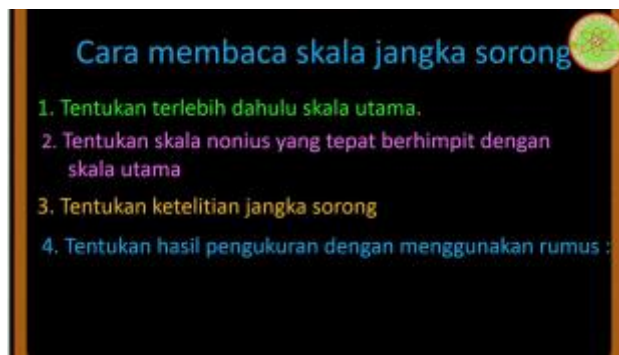 Cara membaca skala jangka sorong
1. Tentukan terlebih dahulu skala utama.
2. Tentukan skala nonius yang tepat berhimpit dengan
skala utama
3. Tentukan ketelitian jangka sorong
4. Tentukan hasil pengukuran dengan menggunakan rumus :